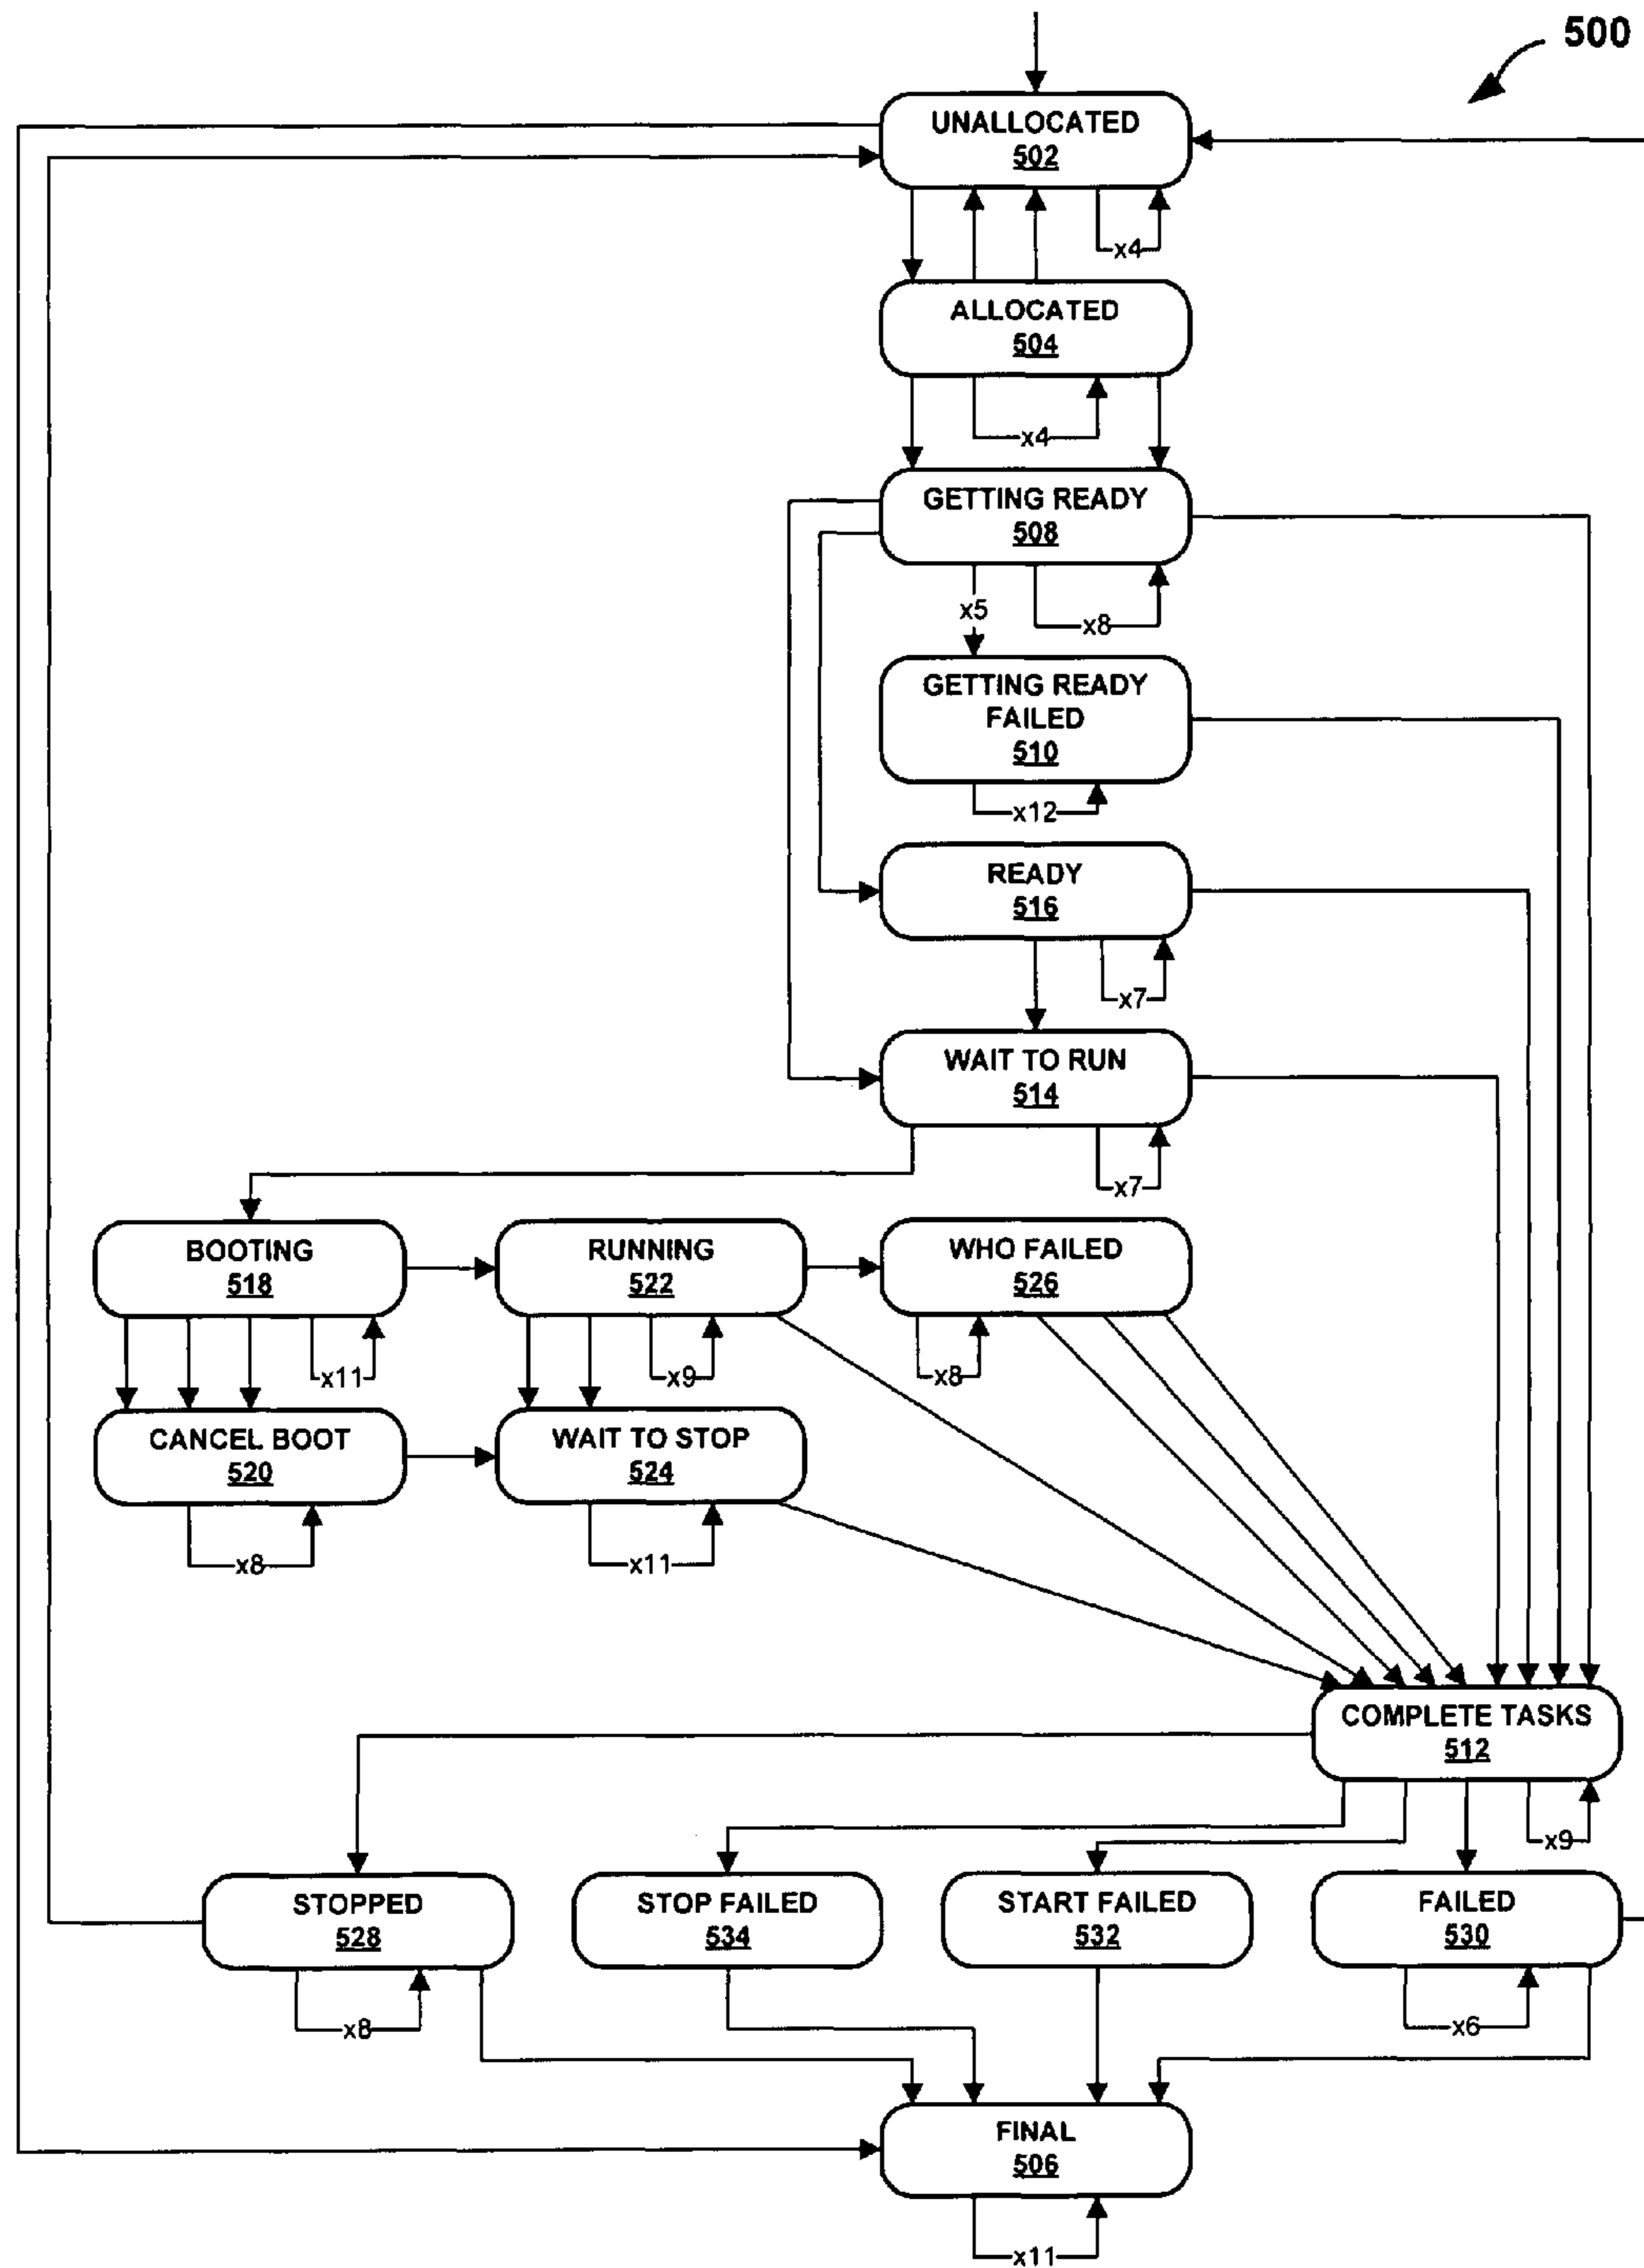 500
UNALLOCATED
502
x4
ALLOCATED
504
x4
GETTING READY
508
x5
x8
GETTING READY
FAILED
510
x12
READY
516
x7
WAIT TO RUN
514
x7
BOOTING
518
RUNNING
522
WHO FAILED
526
x11
x9
x8
CANCEL BOOT
520
WAIT TO STOP
524
x8
x11
COMPLETE TASKS
512
x9
STOPPED
528
STOP FAILED
534
START FAILED
532
FAILED
530
x8
x6
FINAL
506
x11